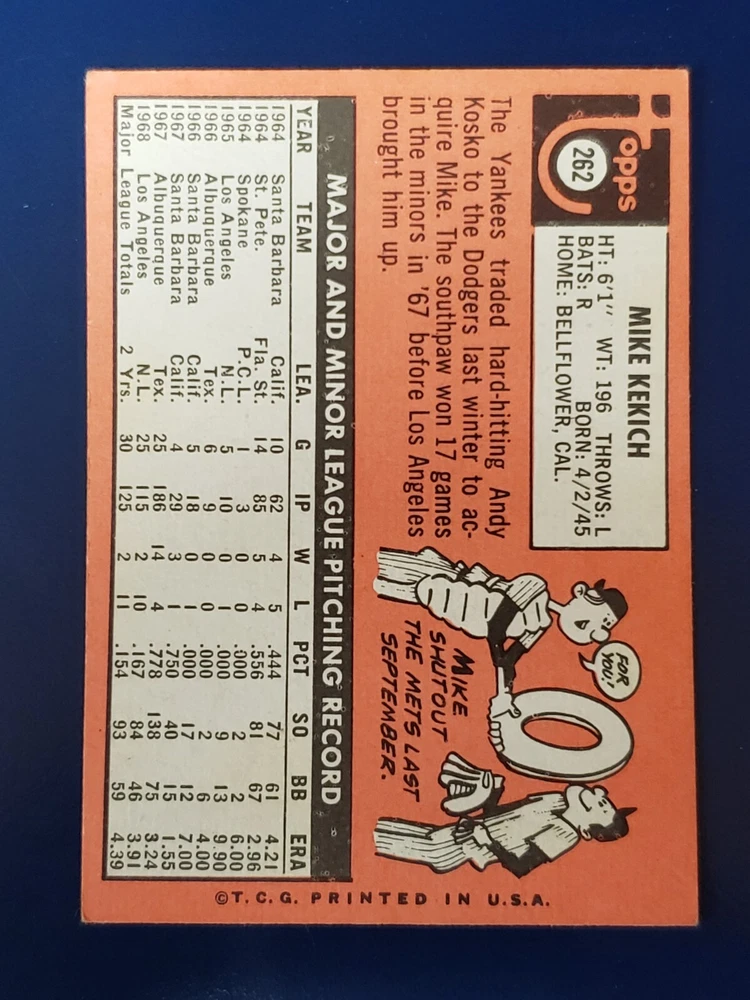 Topps
262
MIKE KEKICH
HT: 6'1" WT: 196 THROWS: L
BATS: R BORN: 4/2/45
HOME: BELLFLOWER, CAL.
The Yankees traded hard-hitting Andy
Kosko to the Dodgers last winter to ac-
quire Mike. The southpaw won 17 games
in the minors in '67 before Los Angeles
brought him up.
FOR
YOU!
MIKE
SHUTOUT
THE METS LAST
SEPTEMBER.
MAJOR AND MINOR LEAGUE PITCHING RECORD
YEAR TEAM LEA. G IP W L PCT SO BB ERA
1964 Santa Barbara Calif. 10 62 4 5 .444 77 61 4.21
1964 St. Pete. Fla. St. 14 85 5 4 .556 81 67 2.96
1964 Spokane P.C.L. 1 3 0 0 .000 2 2 6.00
1965 Los Angeles N.L. 5 10 0 1 .000 9 13 9.90
1966 Albuquerque Tex. 6 9 0 0 .000 2 6 4.00
1966 Santa Barbara Calif. 5 18 0 1 .000 17 12 7.00
1967 Santa Barbara Calif. 4 29 3 1 .750 40 15 1.55
1967 Albuquerque Tex. 25 186 14 4 .778 138 75 3.24
1968 Los Angeles N.L. 25 115 2 10 .167 84 46 3.91
Major League Totals 2 Yrs. 30 125 2 11 .154 93 59 4.39
©T.C.G. PRINTED IN U.S.A.